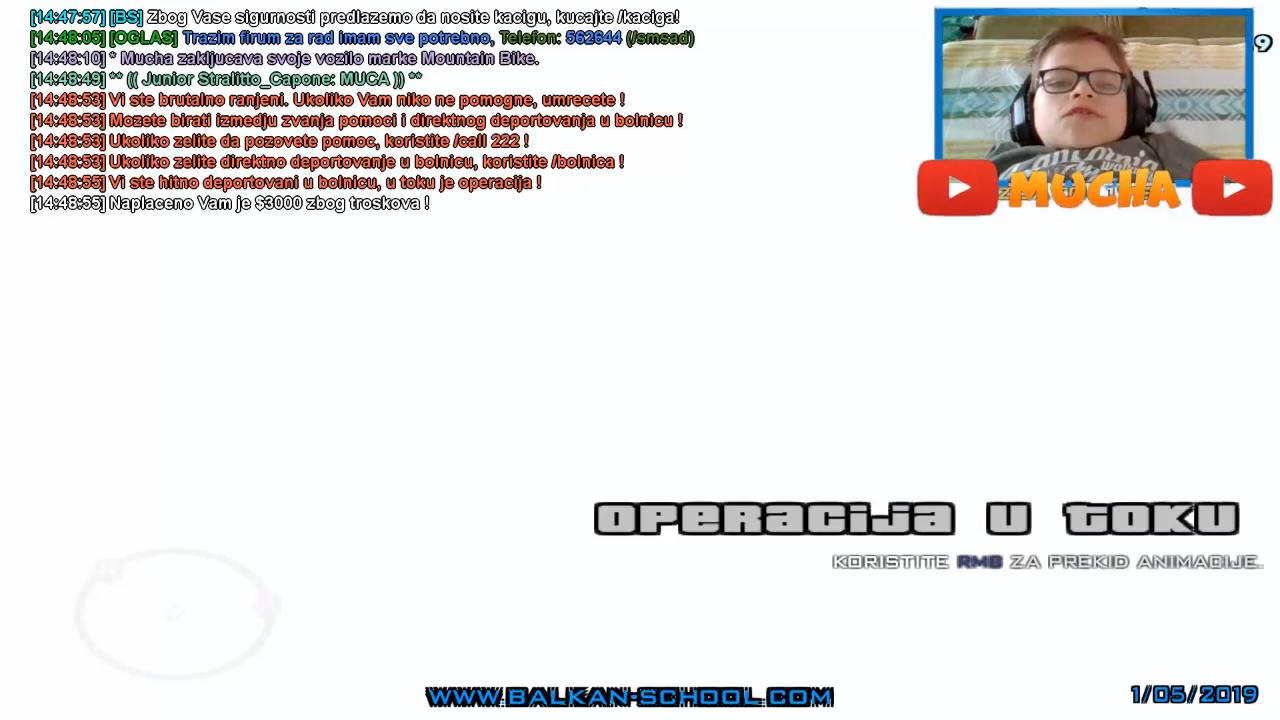 [14:47:57] [BS] Zbog Vase sigurnosti predlazemo da nosite kacigu, kucajte /kaciga!
[14:48:05] [OGLAS] Trazim firum za rad imam sve potrebno, Telefon: 562644 (/smsad)
[14:48:10] * Mucha zakljucava svoje vozilo marke Mountain Bike.
[14:48:49] ** (( Junior Stralitto_Capone: MUCA )) **
[14:48:53] Vi ste brutalno ranjeni. Ukoliko Vam niko ne pomogne, umrecete !
[14:48:53] Mozete birati izmedju zvanja pomoci i direktnog deportovanja u bolnicu !
[14:48:53] Ukoliko zelite da pozovete pomoc, koristite /call 222 !
[14:48:53] Ukoliko zelite direktno deportovanje u bolnicu, koristite /bolnica !
[14:48:55] Vi ste hitno deportovani u bolnicu, u toku je operacija !
[14:48:55] Naplaceno Vam je $3000 zbog troskova !
9
MUCHA
OPERACIJA U TOKU
KORISTITE RMB ZA PREKID ANIMACIJE.
WWW.BALKAN-SCHOOL.COM
1/05/2019